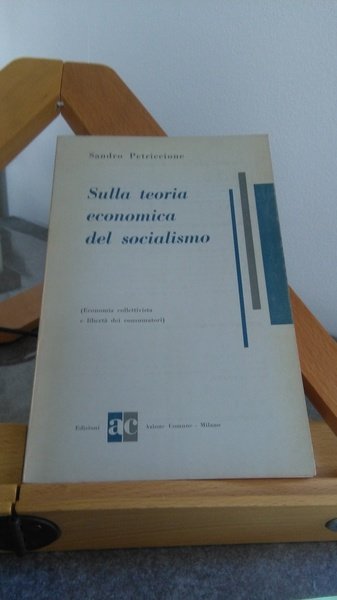 Sandro Petriccione
Sulla teoria
economica
del socialismo
(Economia collettivista
e libertà dei consumatori)
Edizioni ac Azione Comune - Milano